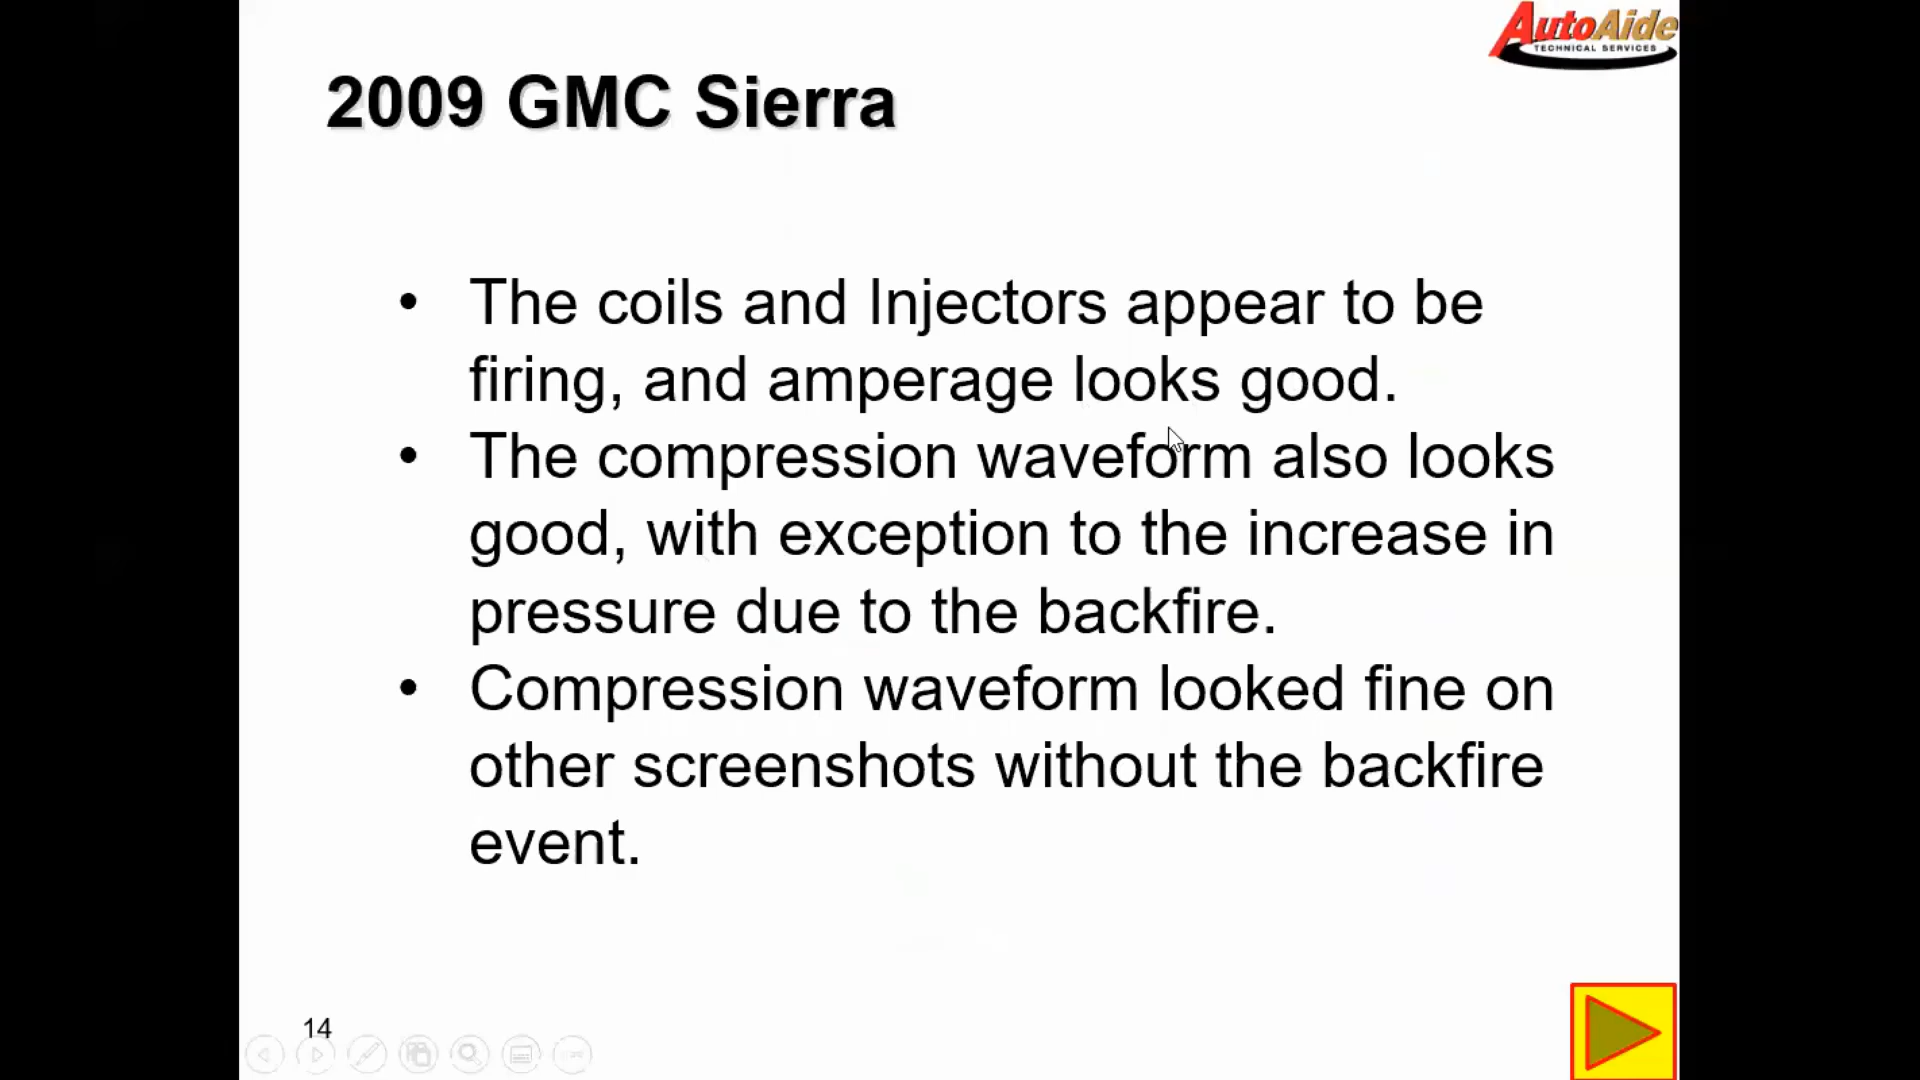 AutoAide
TECHNICAL SERVICES
2009 GMC Sierra
• The coils and Injectors appear to be
firing, and amperage looks good.
• The compression waveform also looks
good, with exception to the increase in
pressure due to the backfire.
• Compression waveform looked fine on
other screenshots without the backfire
event.
14